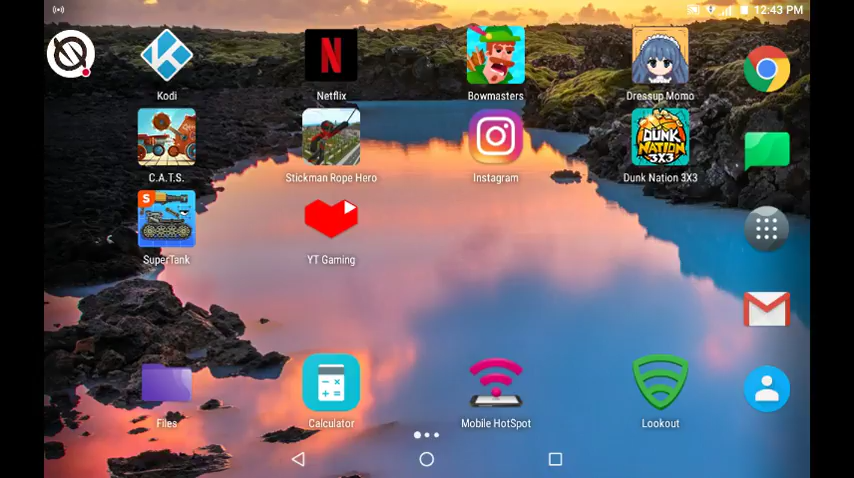 12:43 PM
Kodi
Netflix
Bowmasters
Dressup Momo
C.A.T.S.
Stickman Rope Hero
Instagram
DUNK NATION 3X3
Dunk Nation 3X3
S
SuperTank
YT Gaming
Files
Calculator
Mobile HotSpot
Lookout